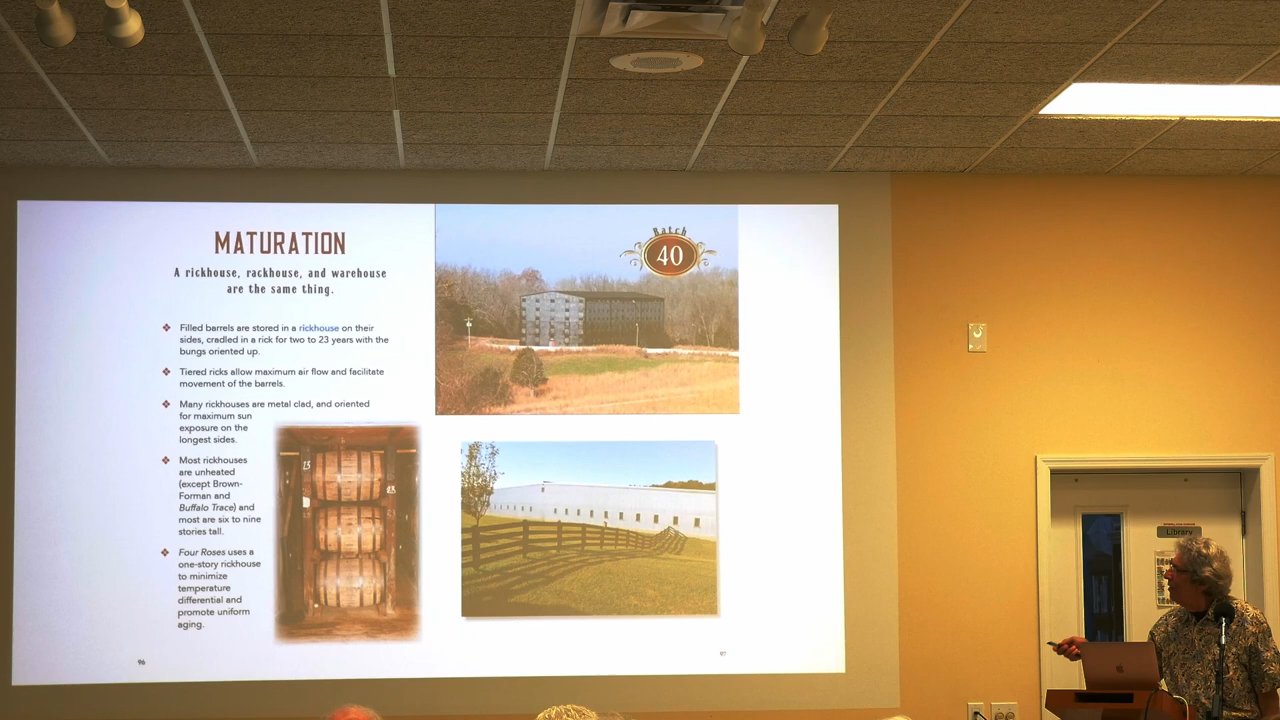 MATURATION
A rickhouse, rackhouse, and warehouse
are the same thing.
❖ Filled barrels are stored in a rickhouse on their
sides, cradled in a rick for two to 23 years with the
bungs oriented up.
❖ Tiered ricks allow maximum air flow and facilitate
movement of the barrels.
❖ Many rickhouses are metal clad, and oriented
for maximum sun
exposure on the
longest sides.
❖ Most rickhouses
are unheated
(except Brown-
Forman and
Buffalo Trace) and
most are six to nine
stories tall.
❖ Four Roses uses a
one-story rickhouse
to minimize
temperature
differential and
promote uniform
aging.
96
Batch
40
97
Library